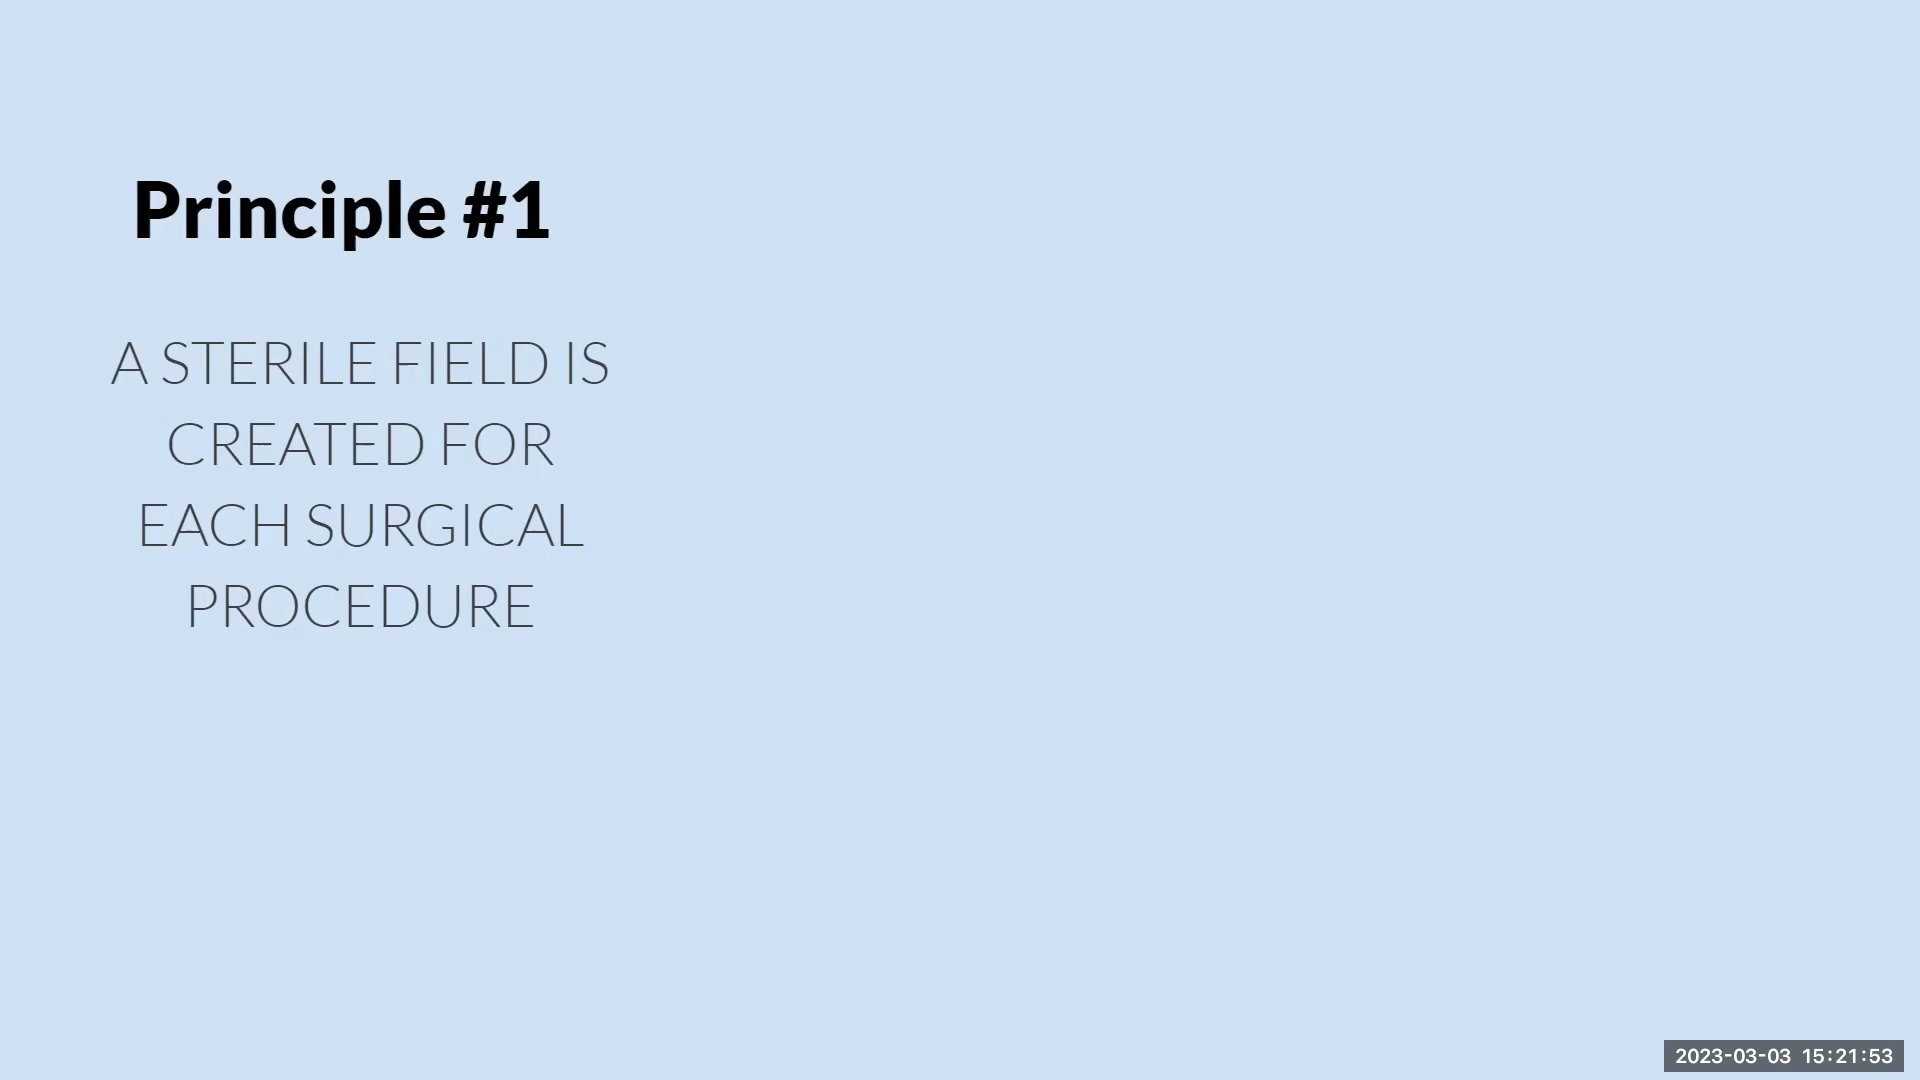 Principle #1
A STERILE FIELD IS
CREATED FOR
EACH SURGICAL
PROCEDURE
2023-03-03 15:21:53